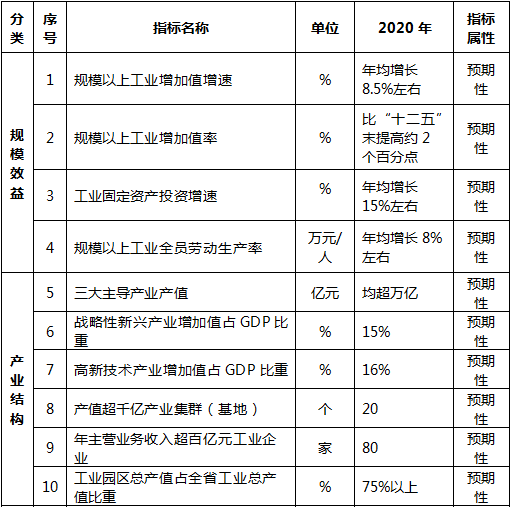 分类 序号 指标名称 单位 2020 年 指标属性
规模效益
1 规模以上工业增加值增速 % 年均增长 8.5%左右 预期性
2 规模以上工业增加值率 % 比“十二五”末提高约 2 个百分点 预期性
3 工业固定资产投资增速 % 年均增长 15%左右 预期性
4 规模以上工业全员劳动生产率 万元/人 年均增长 8%左右 预期性
产业结构
5 三大主导产业产值 亿元 均超万亿 预期性
6 战略性新兴产业增加值占 GDP 比重 % 15% 预期性
7 高新技术产业增加值占 GDP 比重 % 16% 预期性
8 产值超千亿产业集群（基地） 个 20 预期性
9 年主营业务收入超百亿元工业企业 家 80 预期性
10 工业园区总产值占全省工业总产值比重 % 75%以上 预期性